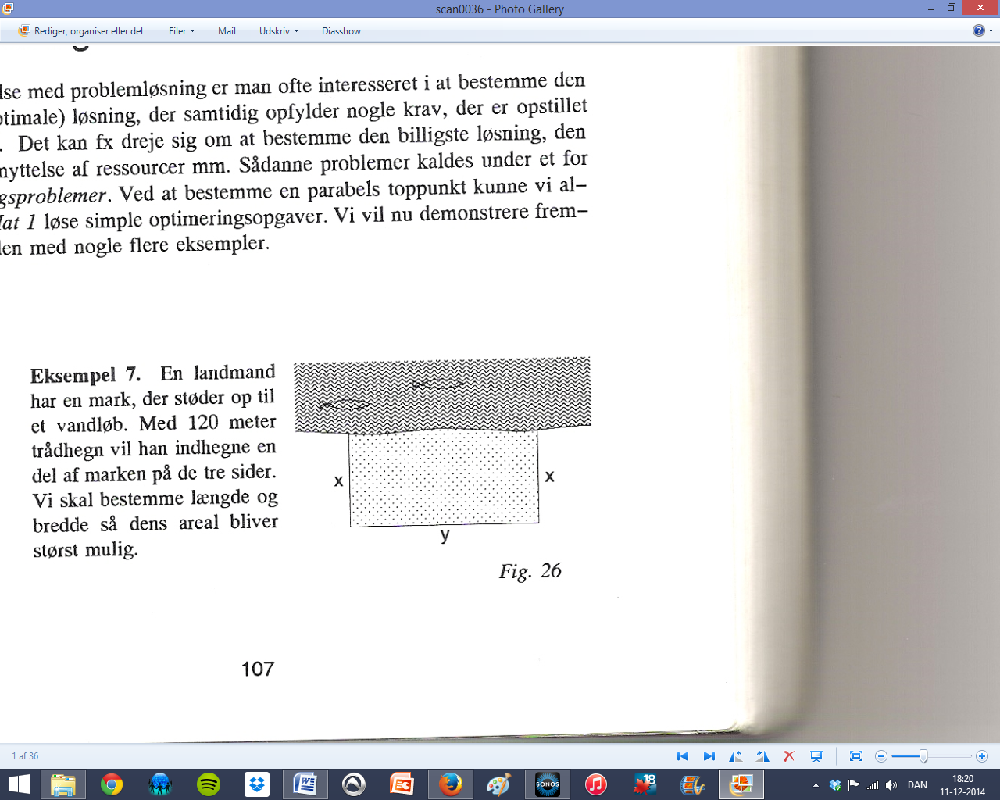 scan0036 - Photo Gallery
Rediger, organiser eller del Filer Mail Udskriv Diasshow
lse med problemløsning er man ofte interesseret i at bestemme den
ptimale) løsning, der samtidig opfylder nogle krav, der er opstillet
. Det kan fx dreje sig om at bestemme den billigste løsning, den
nyttelse af ressourcer mm. Sådanne problemer kaldes under et for
gsproblemer. Ved at bestemme en parabels toppunkt kunne vi al–
lat 1 løse simple optimeringsopgaver. Vi vil nu demonstrere frem–
len med nogle flere eksempler.
Eksempel 7. En landmand
har en mark, der støder op til
et vandløb. Med 120 meter
trådhegn vil han indhegne en
del af marken på de tre sider.
Vi skal bestemme længde og
bredde så dens areal bliver
størst mulig.
x x
y
Fig. 26
107
1 af 36
W SONOS 18 DAN 18:20
11-12-2014